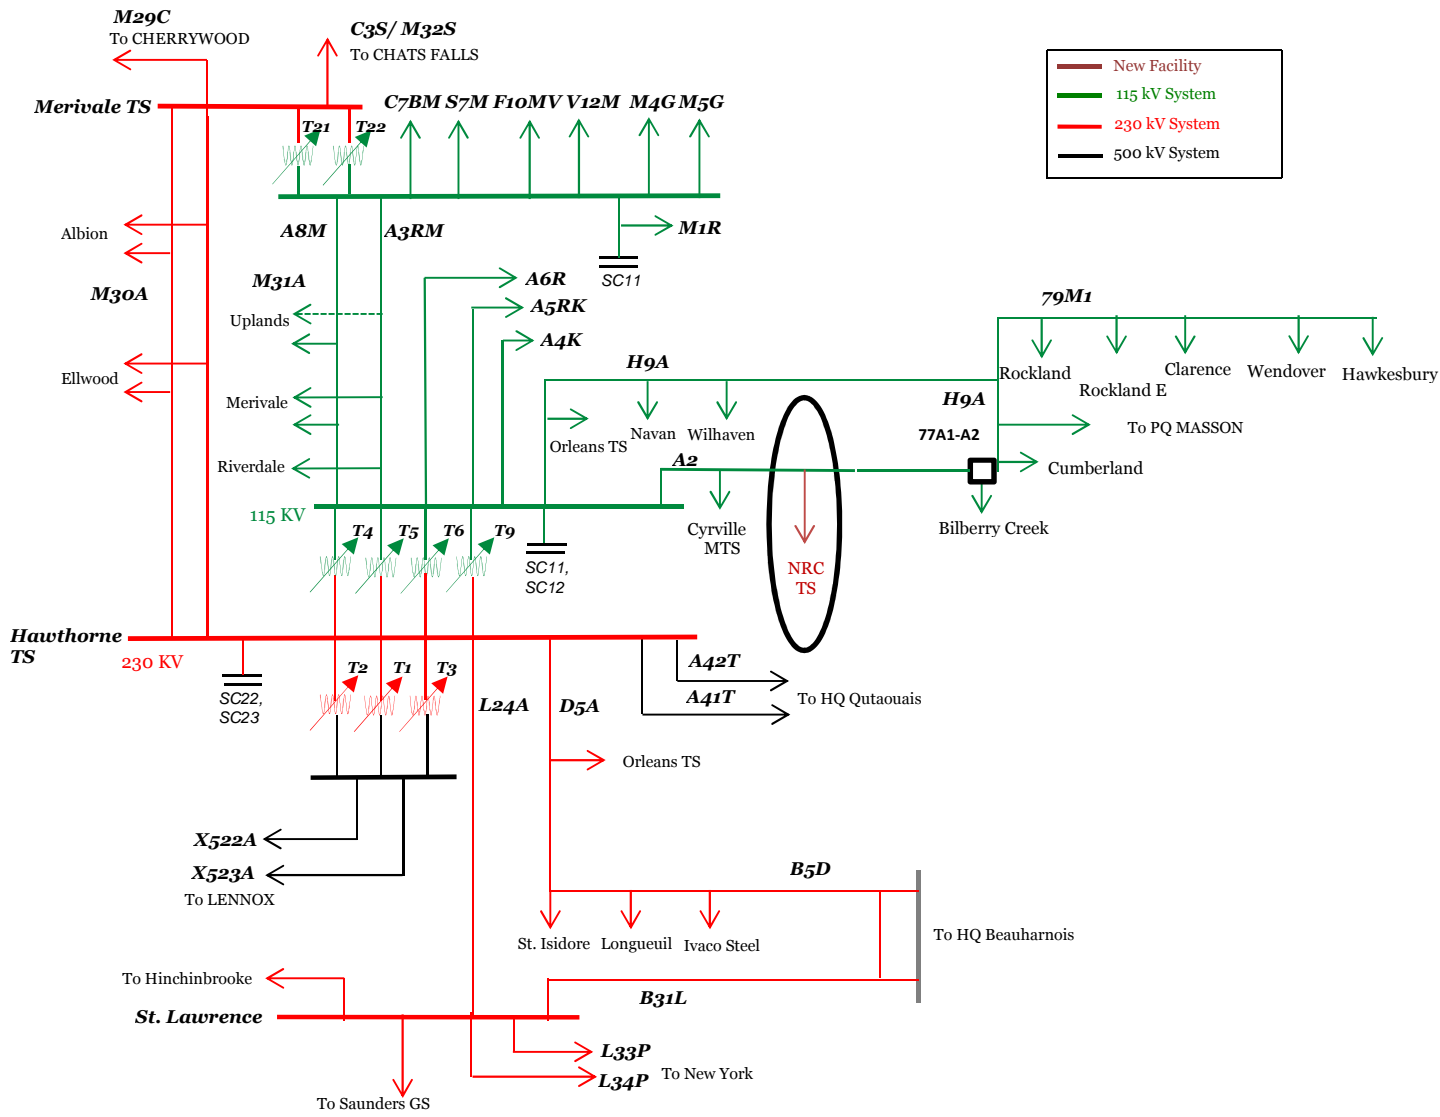 M29C
To CHERRYWOOD
C3S/ M32S
To CHATS FALLS
New Facility
115 kV System
230 kV System
500 kV System
Merivale TS
T21
T22
C7BM
S7M
F10MV
V12M
M4G
M5G
A8M
A3RM
M1R
SC11
Albion
M30A
M31A
Uplands
A6R
A5RK
A4K
79M1
Ellwood
Merivale
Riverdale
H9A
Orleans TS
Navan
Wilhaven
Rockland
Rockland E
Clarence
Wendover
Hawkesbury
H9A
77A1-A2
To PQ MASSON
Cumberland
Bilberry Creek
A2
Cyrville
MTS
NRC
TS
115 KV
T4
T5
T6
T9
SC11,
SC12
Hawthorne
TS
230 KV
SC22,
SC23
T2
T1
T3
L24A
D5A
A42T
A41T
To HQ Qutaouais
Orleans TS
X522A
X523A
To LENNOX
B5D
St. Isidore
Longueuil
Ivaco Steel
To HQ Beauharnois
To Hinchinbrooke
B31L
St. Lawrence
L33P
L34P
To New York
To Saunders GS